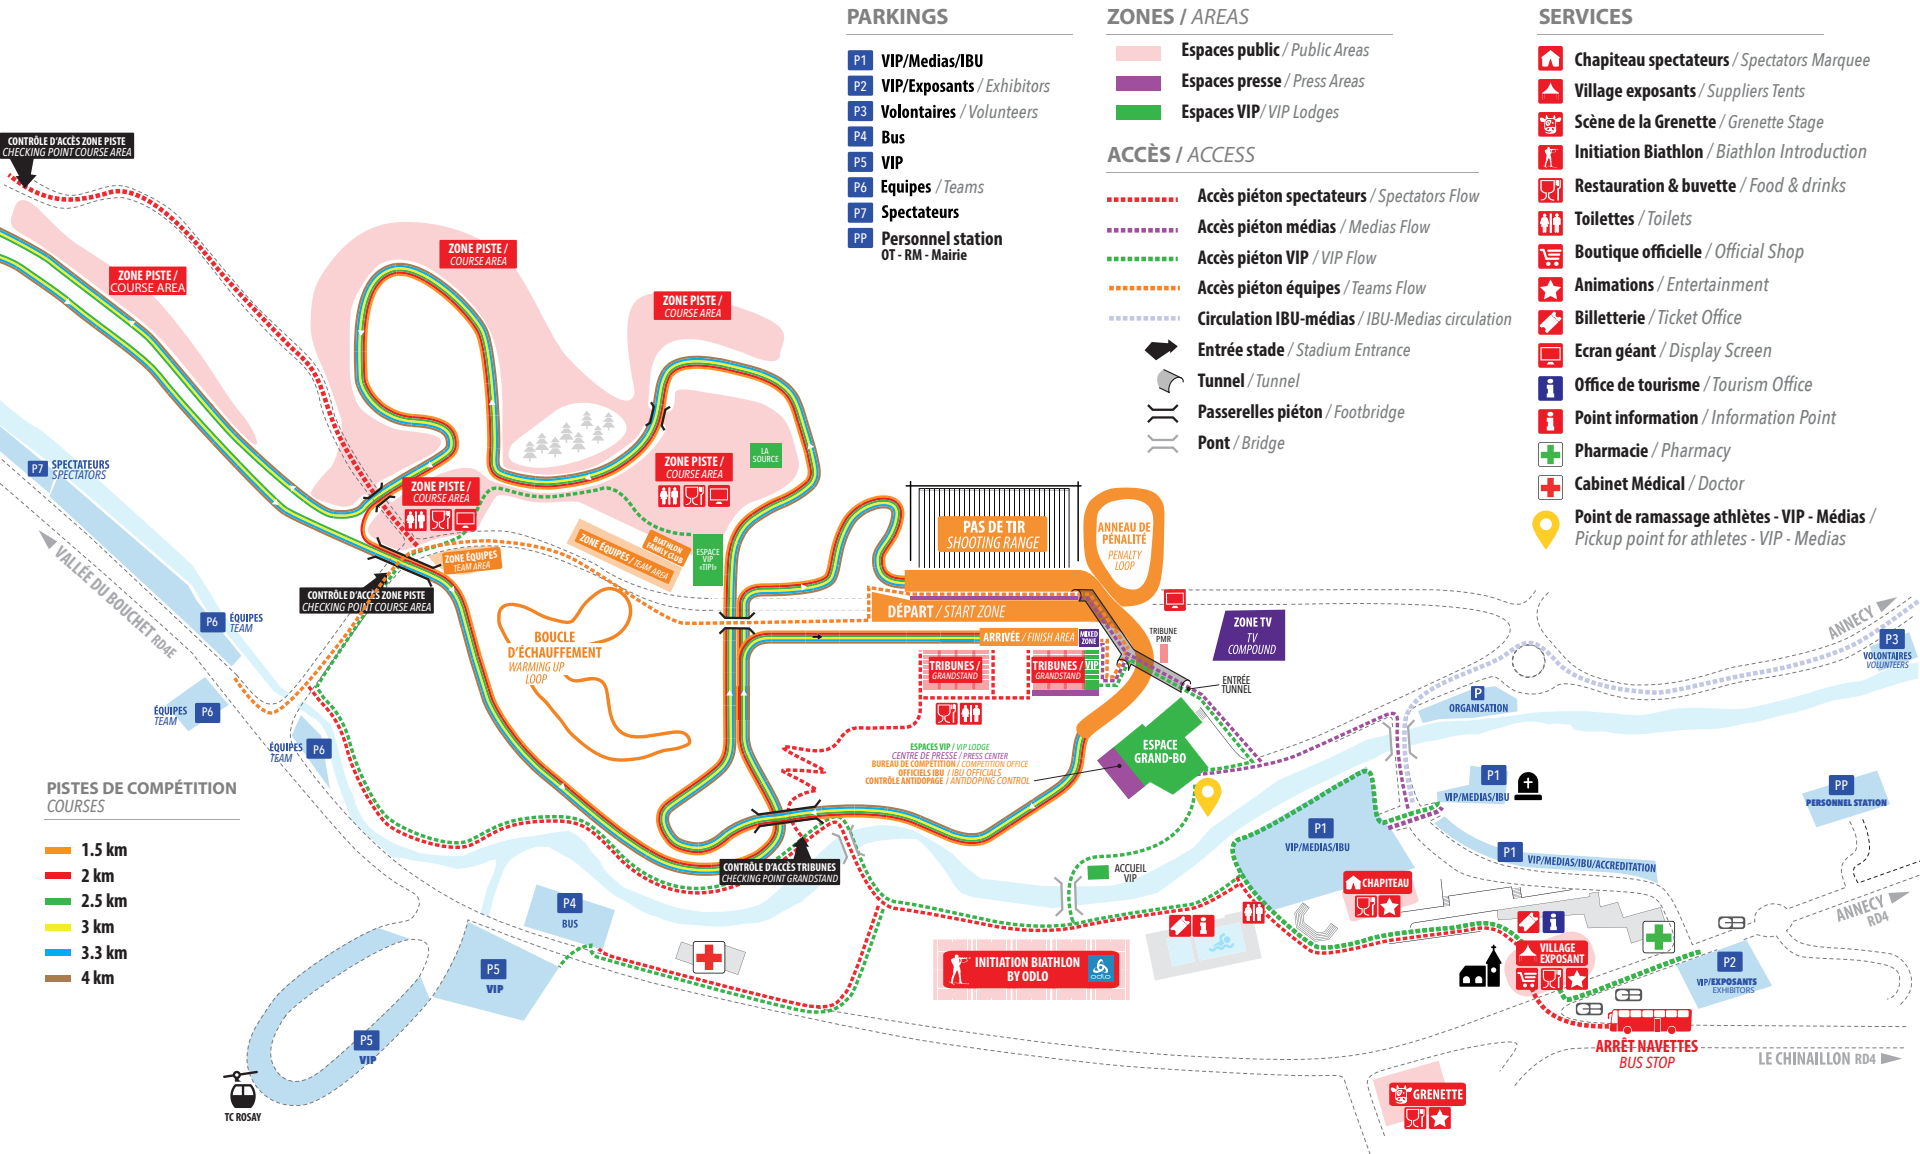 PARKINGS
P1 VIP/Medias/IBU
P2 VIP/Exposants / Exhibitors
P3 Volontaires / Volunteers
P4 Bus
P5 VIP
P6 Equipes / Teams
P7 Spectateurs
PP Personnel station
OT - RM - Mairie
ZONES / AREAS
Espaces public / Public Areas
Espaces presse / Press Areas
Espaces VIP / VIP Lodges
ACCÈS / ACCESS
Accès piéton spectateurs / Spectators Flow
Accès piéton médias / Medias Flow
Accès piéton VIP / VIP Flow
Accès piéton équipes / Teams Flow
Circulation IBU-médias / IBU-Medias circulation
Entrée stade / Stadium Entrance
Tunnel / Tunnel
Passerelles piéton / Footbridge
Pont / Bridge
SERVICES
Chapiteau spectateurs / Spectators Marquee
Village exposants / Suppliers Tents
Scène de la Grenette / Grenette Stage
Initiation Biathlon / Biathlon Introduction
Restauration & buvette / Food & drinks
Toilettes / Toilets
Boutique officielle / Official Shop
Animations / Entertainment
Billetterie / Ticket Office
Ecran géant / Display Screen
Office de tourisme / Tourism Office
Point information / Information Point
Pharmacie / Pharmacy
Cabinet Médical / Doctor
Point de ramassage athlètes - VIP - Médias /
Pickup point for athletes - VIP - Medias
CONTRÔLE D'ACCÈS ZONE PISTE
CHECKING POINT COURSE AREA
ZONE PISTE /
COURSE AREA
ZONE PISTE /
COURSE AREA
ZONE PISTE /
COURSE AREA
ZONE PISTE /
COURSE AREA
LA
SOURCE
ZONE PISTE /
COURSE AREA
P7 SPECTATEURS
SPECTATORS
VALLÉE DU BOUCHET RD4E
ZONE ÉQUIPES
TEAM AREA
ZONE ÉQUIPES / TEAM AREA
BIATHLON
FAMILY CLUB
ESPACE
VIP
«TIPI»
CONTRÔLE D'ACCÈS ZONE PISTE
CHECKING POINT COURSE AREA
PAS DE TIR
SHOOTING RANGE
ANNEAU DE
PÉNALITÉ
PENALTY
LOOP
DÉPART / START ZONE
ARRIVÉE / FINISH AREA
MIXED
ZONE
TRIBUNES /
GRANDSTAND
TRIBUNES /
GRANDSTAND
VIP
TRIBUNE
PMR
ZONE TV
TV
COMPOUND
ENTRÉE
TUNNEL
ANNECY
P3
VOLONTAIRES
VOLUNTEERS
P6 ÉQUIPES
TEAM
BOUCLE
D'ÉCHAUFFEMENT
WARMING UP
LOOP
ÉQUIPES
TEAM
P6
ÉQUIPES
TEAM
P6
P
ORGANISATION
ESPACE
GRAND-BO
ESPACES VIP / VIP LODGE
CENTRE DE PRESSE / PRESS CENTER
BUREAU DE COMPÉTITION / COMPETITION OFFICE
OFFICIELS IBU / IBU OFFICIALS
CONTRÔLE ANTIDOPAGE / ANTIDOPING CONTROL
P1
VIP/MEDIAS/IBU
PP
PERSONNEL STATION
PISTES DE COMPÉTITION
COURSES
1.5 km
2 km
2.5 km
3 km
3.3 km
4 km
P1
VIP/MEDIAS/IBU
P1 VIP/MEDIAS/IBU/ACCREDITATION
CONTRÔLE D'ACCÈS TRIBUNES
CHECKING POINT GRANDSTAND
ACCUEIL
VIP
CHAPITEAU
P4
BUS
ANNECY
RD4
INITIATION BIATHLON
BY ODLO
odlo
VILLAGE
EXPOSANT
P5
VIP
P2
VIP/EXPOSANTS
EXHIBITORS
P5
VIP
ARRÊT NAVETTES
BUS STOP
LE CHINAILLON RD4
TC ROSAY
GRENETTE